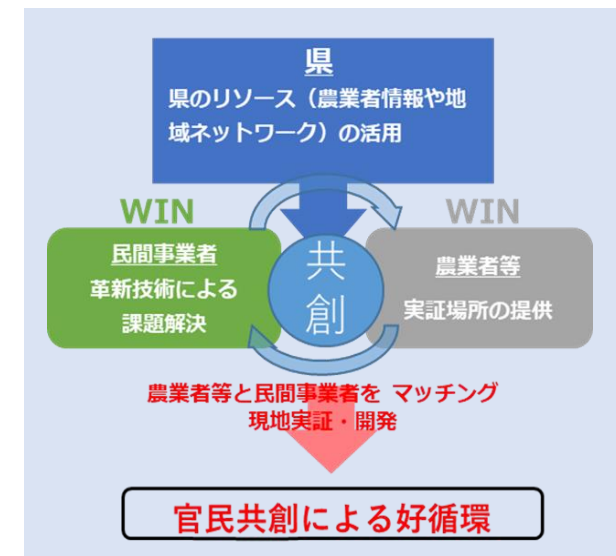 県
県のリソース（農業者情報や地
域ネットワーク）の活用
WIN
WIN
民間事業者
革新技術による
課題解決
共
創
農業者等
実証場所の提供
農業者等と民間事業者を マッチング
現地実証・開発
官民共創による好循環